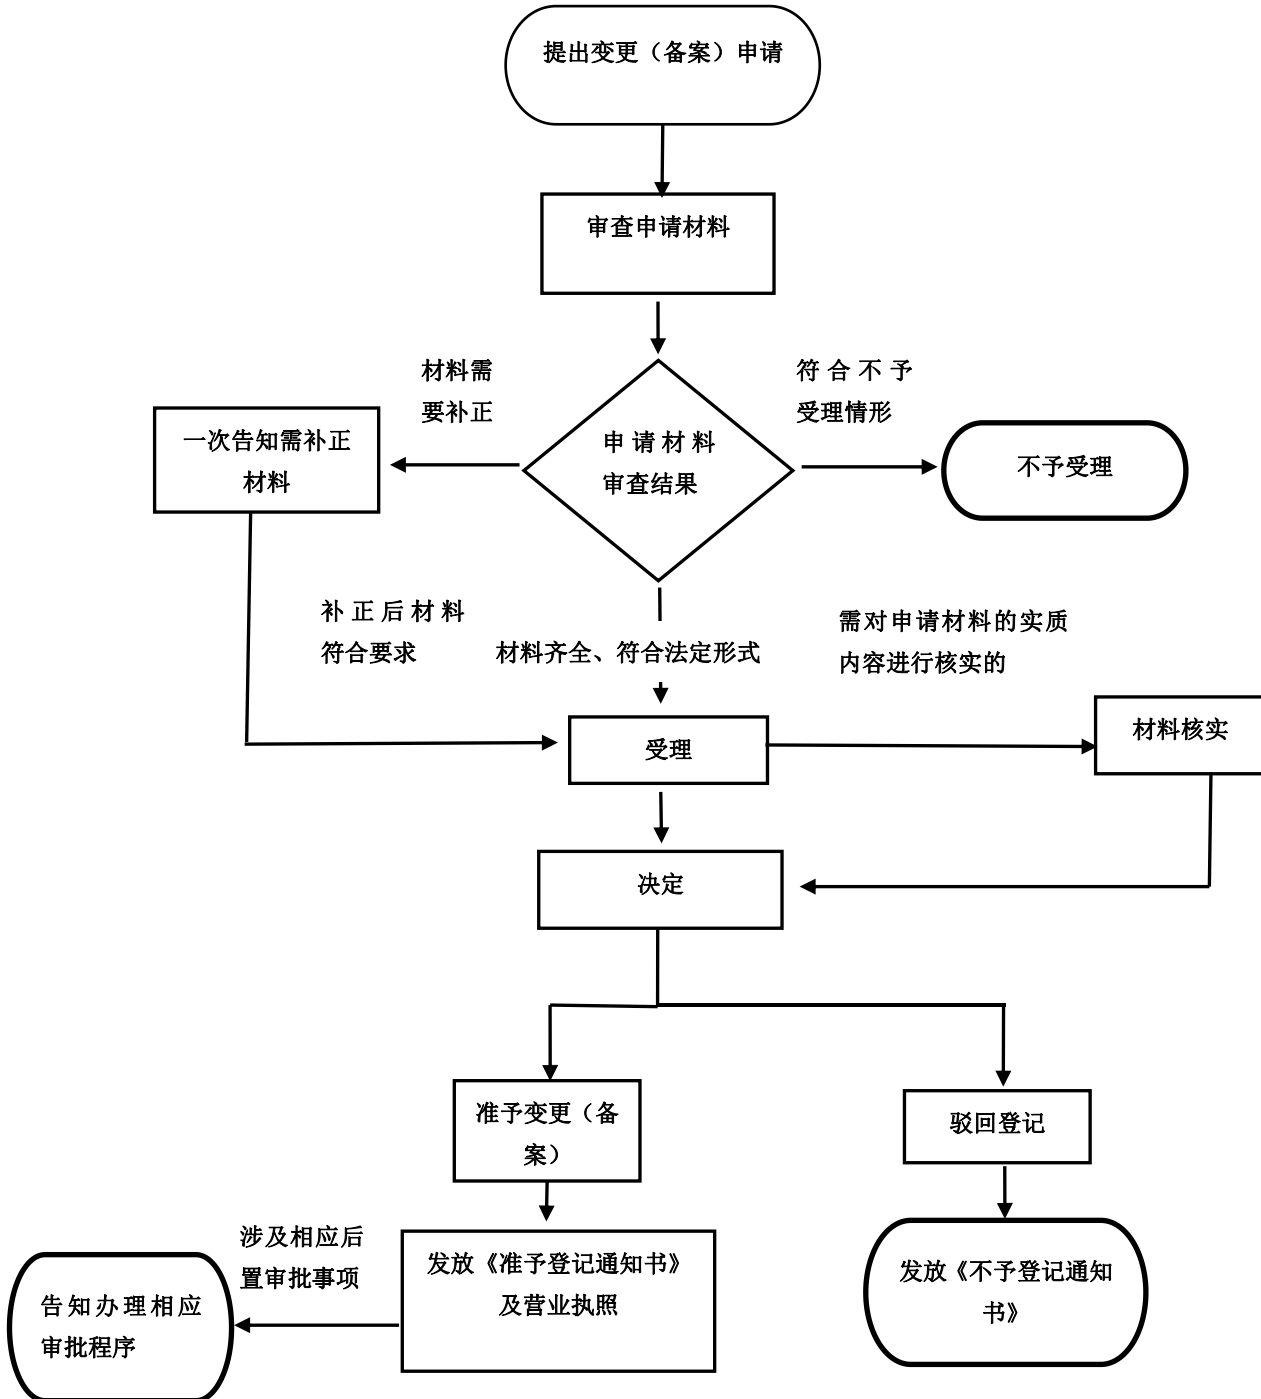 提出变更（备案）申请
审查申请材料
材料需
要补正
符合不予
受理情形
一次告知需补正
材料
申请材料
审查结果
不予受理
补正后材料
符合要求
材料齐全、符合法定形式
需对申请材料的实质
内容进行核实的
受理
材料核实
决定
准予变更（备
案）
驳回登记
涉及相应后
置审批事项
发放《准予登记通知书》
及营业执照
发放《不予登记通知
书》
告知办理相应
审批程序